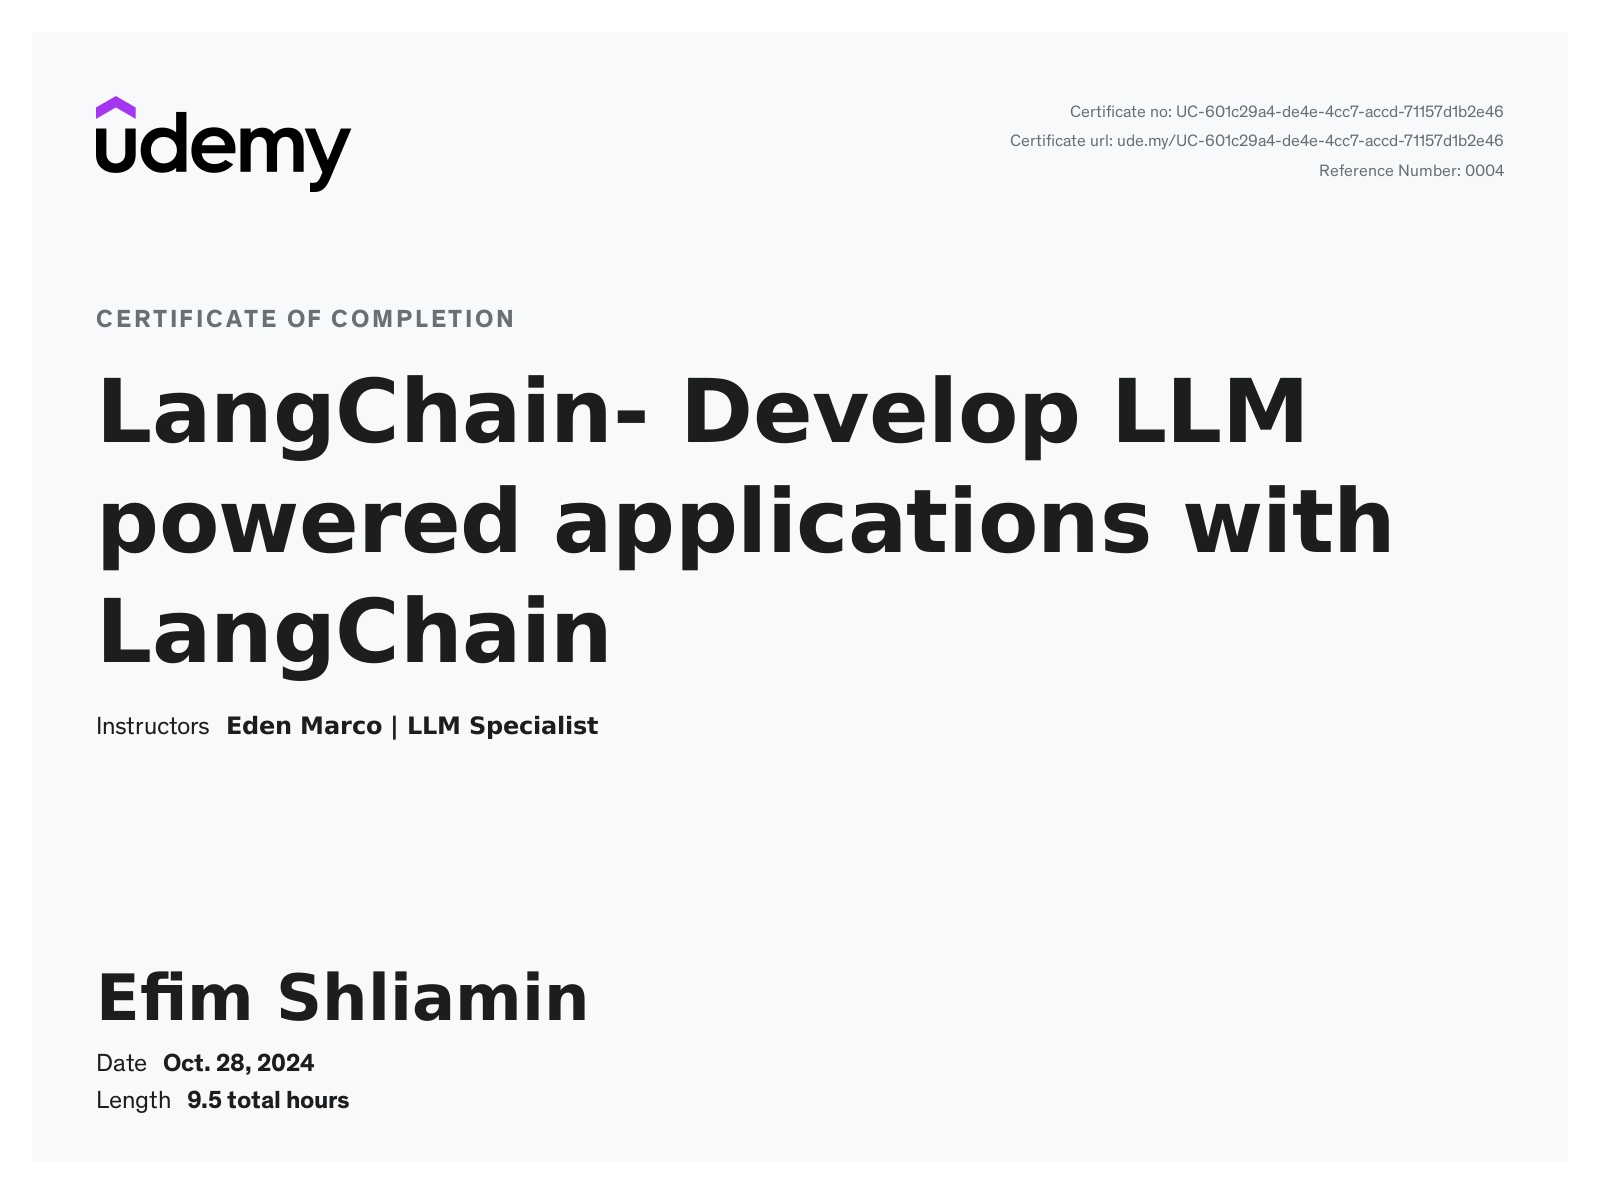 udemy
Certificate no: UC-601c29a4-de4e-4cc7-accd-71157d1b2e46
Certificate url: ude.my/UC-601c29a4-de4e-4cc7-accd-71157d1b2e46
Reference Number: 0004
CERTIFICATE OF COMPLETION
LangChain- Develop LLM
powered applications with
LangChain
Instructors Eden Marco | LLM Specialist
Efim Shliamin
Date Oct. 28, 2024
Length 9.5 total hours